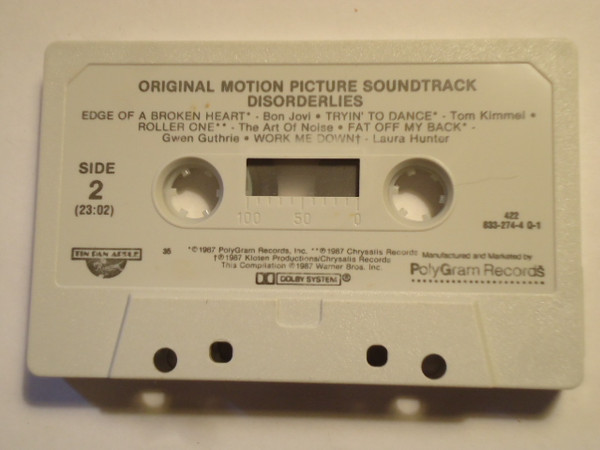 ORIGINAL MOTION PICTURE SOUNDTRACK
DISORDERLIES
EDGE OF A BROKEN HEART* - Bon Jovi • TRYIN' TO DANCE* - Tom Kimmel •
ROLLER ONE** - The Art Of Noise • FAT OFF MY BACK* -
Gwen Guthrie • WORK ME DOWN† - Laura Hunter
SIDE
2
(23:02)
100 50 0
422
833-274-4 G-1
TIN PAN APPLE
35
*℗1987 PolyGram Records, Inc. **℗1987 Chrysalis Records
†℗1987 Klosen Productions/Chrysalis Records
This Compilation ℗1987 Warner Bros. Inc.
Manufactured and Marketed by
PolyGram Records
DOLBY SYSTEM®